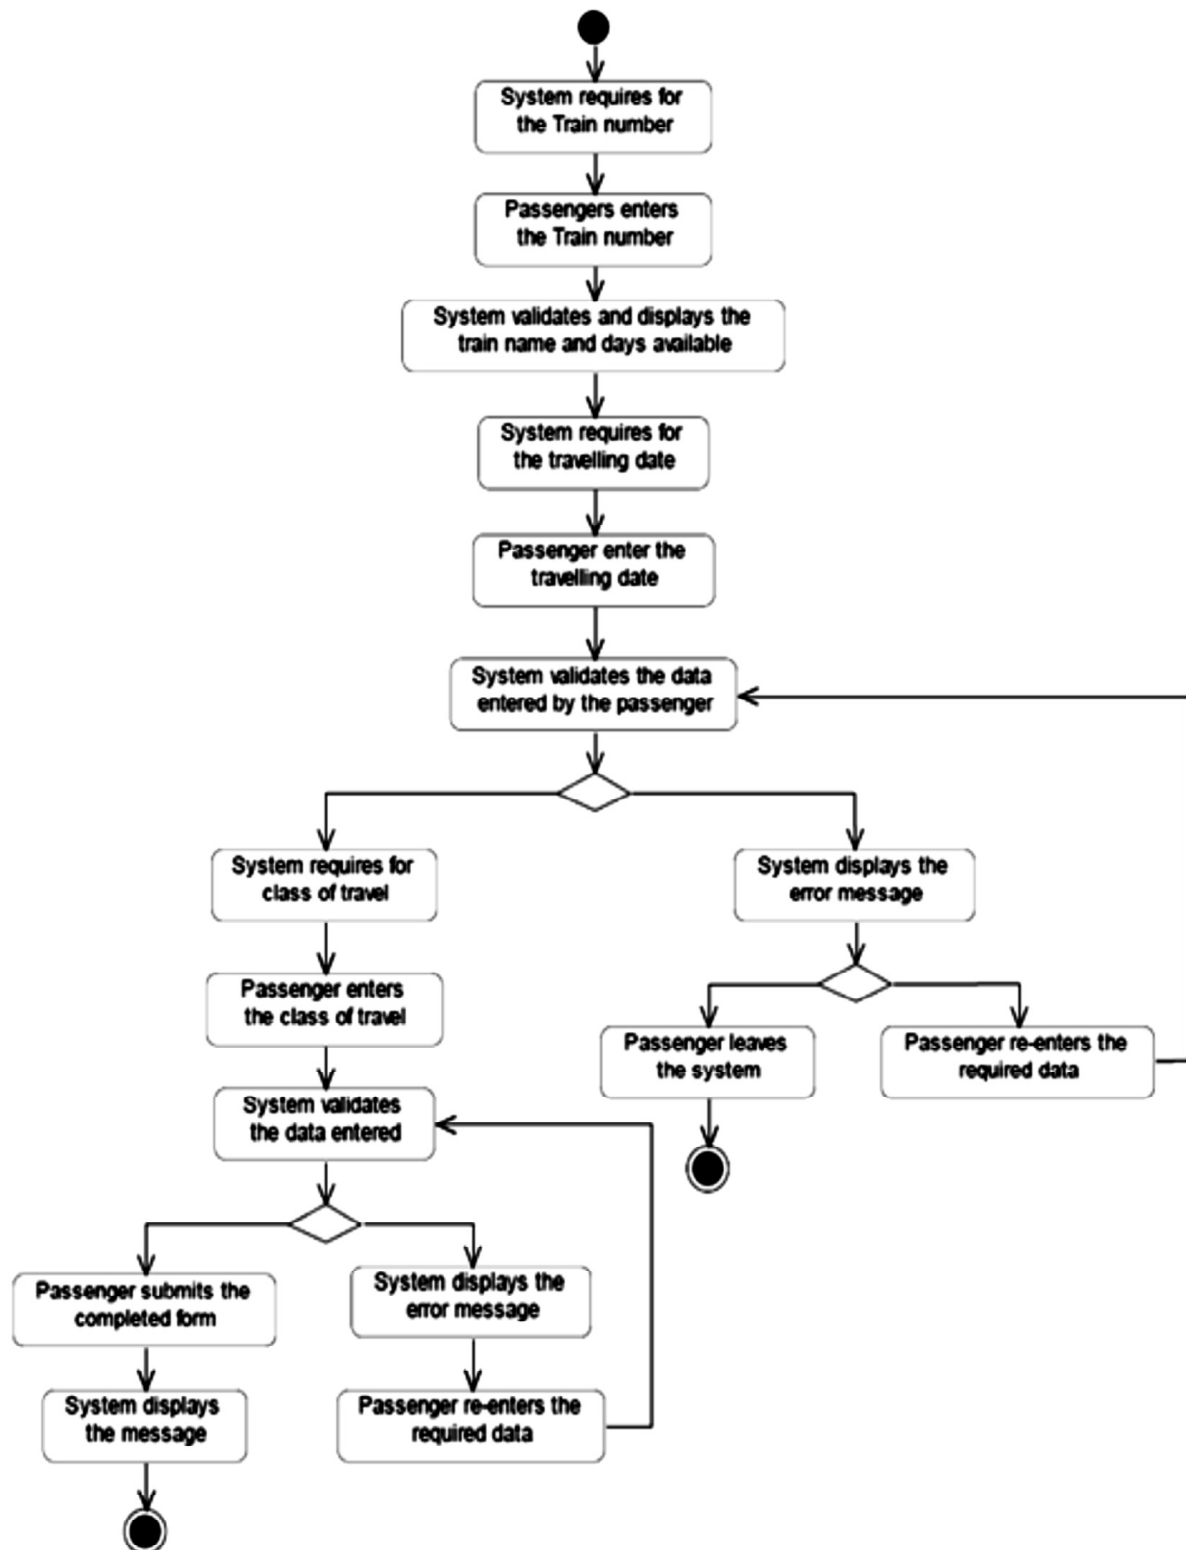 System requires for
the Train number
Passengers enters
the Train number
System validates and displays the
train name and days available
System requires for
the travelling date
Passenger enter the
travelling date
System validates the data
entered by the passenger
System requires for
class of travel
System displays the
error message
Passenger enters
the class of travel
Passenger leaves
the system
Passenger re-enters the
required data
System validates
the data entered
Passenger submits the
completed form
System displays the
error message
System displays
the message
Passenger re-enters the
required data